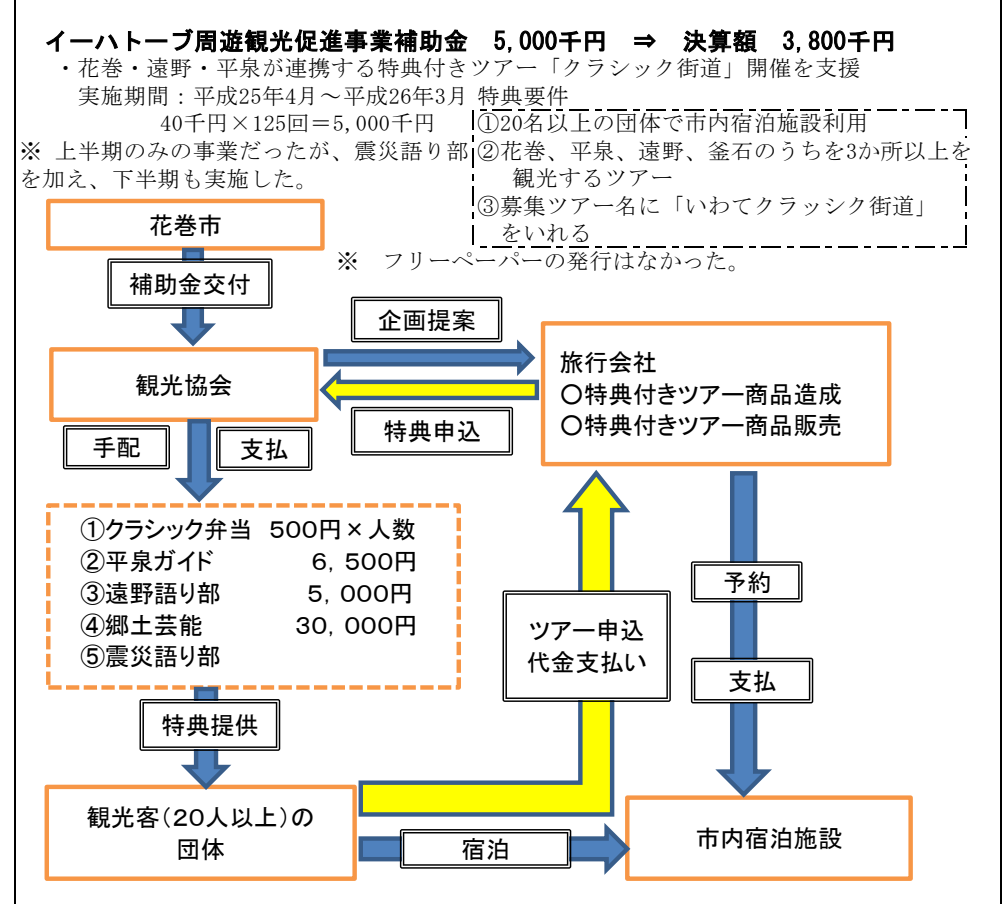 イーハトーブ周遊観光促進事業補助金　5,000千円　⇒　決算額　3,800千円
・花巻・遠野・平泉が連携する特典付きツアー「クラシック街道」開催を支援
実施期間：平成25年4月～平成26年3月
40千円×125回＝5,000千円
※ 上半期のみの事業だったが、震災語り部
を加え、下半期も実施した。
特典要件
①20名以上の団体で市内宿泊施設利用
②花巻、平泉、遠野、釜石のうちを3か所以上を
観光するツアー
③募集ツアー名に「いわてクラッシク街道」
をいれる
※　フリーペーパーの発行はなかった。
花巻市
補助金交付
観光協会
企画提案
特典申込
旅行会社
○特典付きツアー商品造成
○特典付きツアー商品販売
手配
支払
①クラシック弁当　500円×人数
②平泉ガイド　6，500円
③遠野語り部　5，000円
④郷土芸能　30，000円
⑤震災語り部
特典提供
ツアー申込
代金支払い
予約
支払
観光客（20人以上）の
団体
宿泊
市内宿泊施設